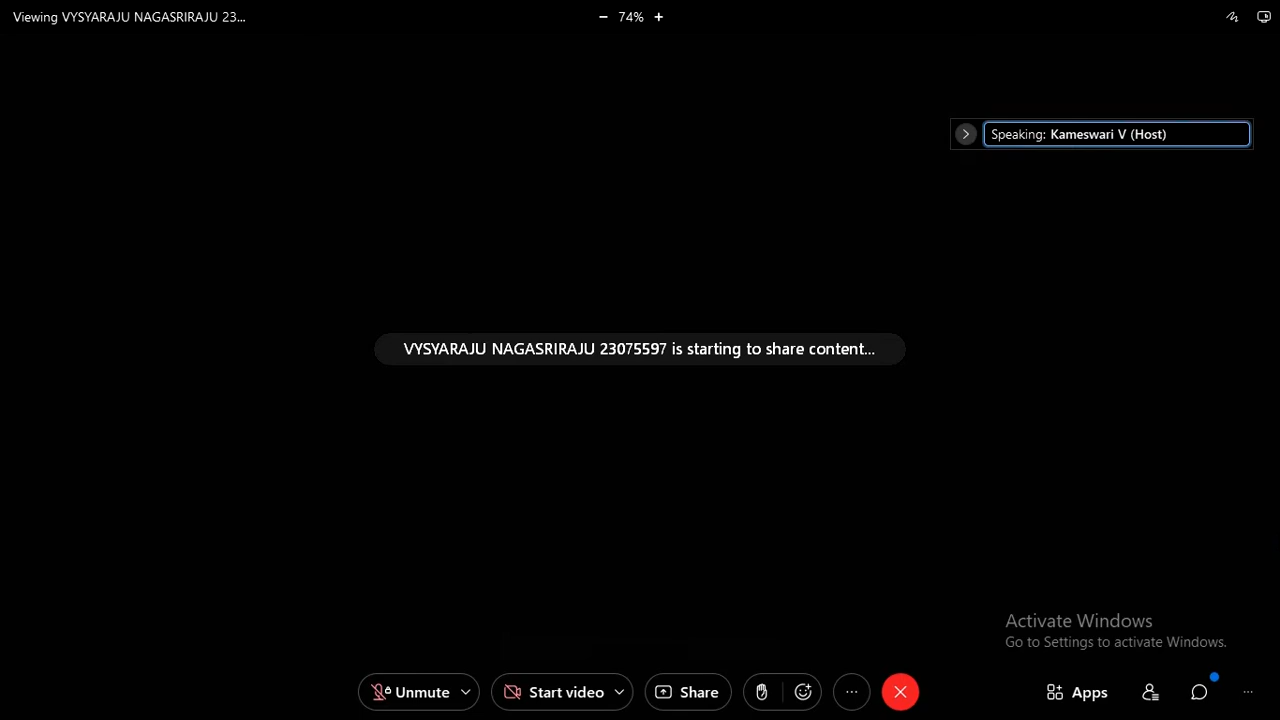 Viewing VYSYARAJU NAGASRIRAJU 23...
74%
Speaking: Kameswari V (Host)
VYSYARAJU NAGASRIRAJU 23075597 is starting to share content...
Activate Windows
Go to Settings to activate Windows.
Unmute
Start video
Share
Apps